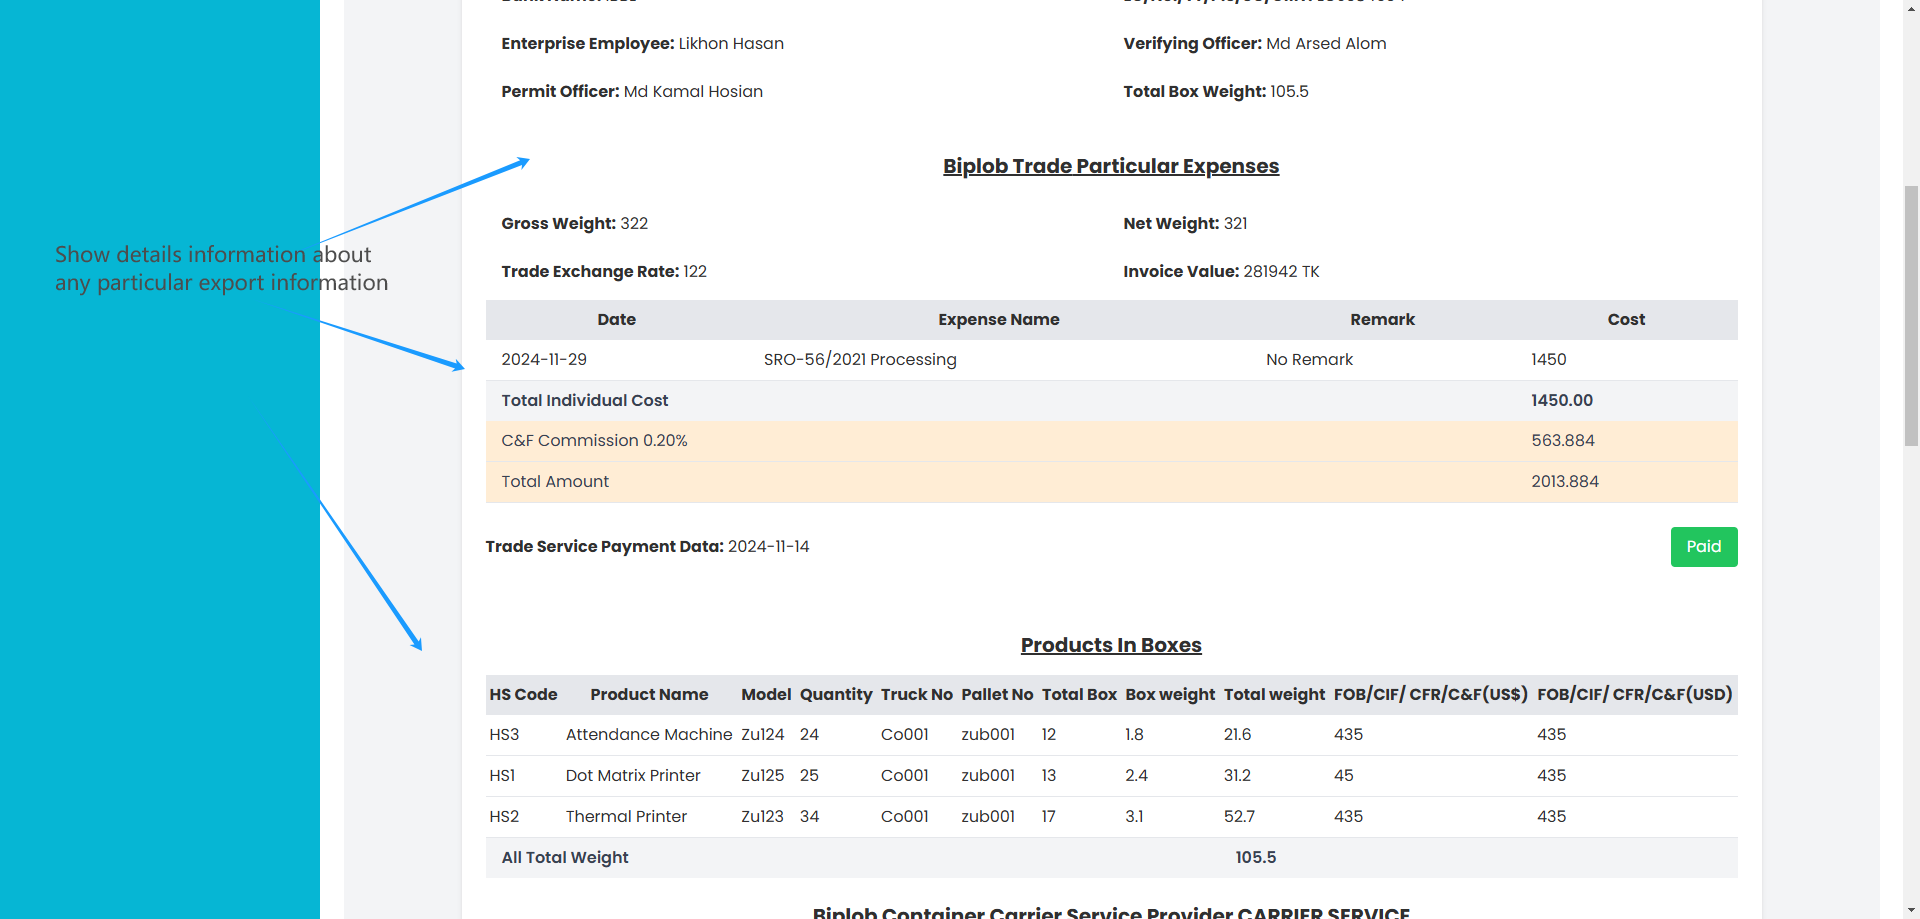 Enterprise Employee: Likhon Hasan
Verifying Officer: Md Arsed Alom
Permit Officer: Md Kamal Hosian
Total Box Weight: 105.5
Biplob Trade Particular Expenses
Gross Weight: 322
Net Weight: 321
Show details information about
any particular export information
Trade Exchange Rate: 122
Invoice Value: 281942 TK
Date Expense Name Remark Cost
2024-11-29 SRO-56/2021 Processing No Remark 1450
Total Individual Cost 1450.00
C&F Commission 0.20% 563.884
Total Amount 2013.884
Trade Service Payment Data: 2024-11-14
Paid
Products In Boxes
HS Code Product Name Model Quantity Truck No Pallet No Total Box Box weight Total weight FOB/CIF/ CFR/C&F(US$) FOB/CIF/ CFR/C&F(USD)
HS3 Attendance Machine Zu124 24 Co001 zub001 12 1.8 21.6 435 435
HS1 Dot Matrix Printer Zu125 25 Co001 zub001 13 2.4 31.2 45 435
HS2 Thermal Printer Zu123 34 Co001 zub001 17 3.1 52.7 435 435
All Total Weight 105.5
Biplob Container Carrier Service Provider CARRIER SERVICE